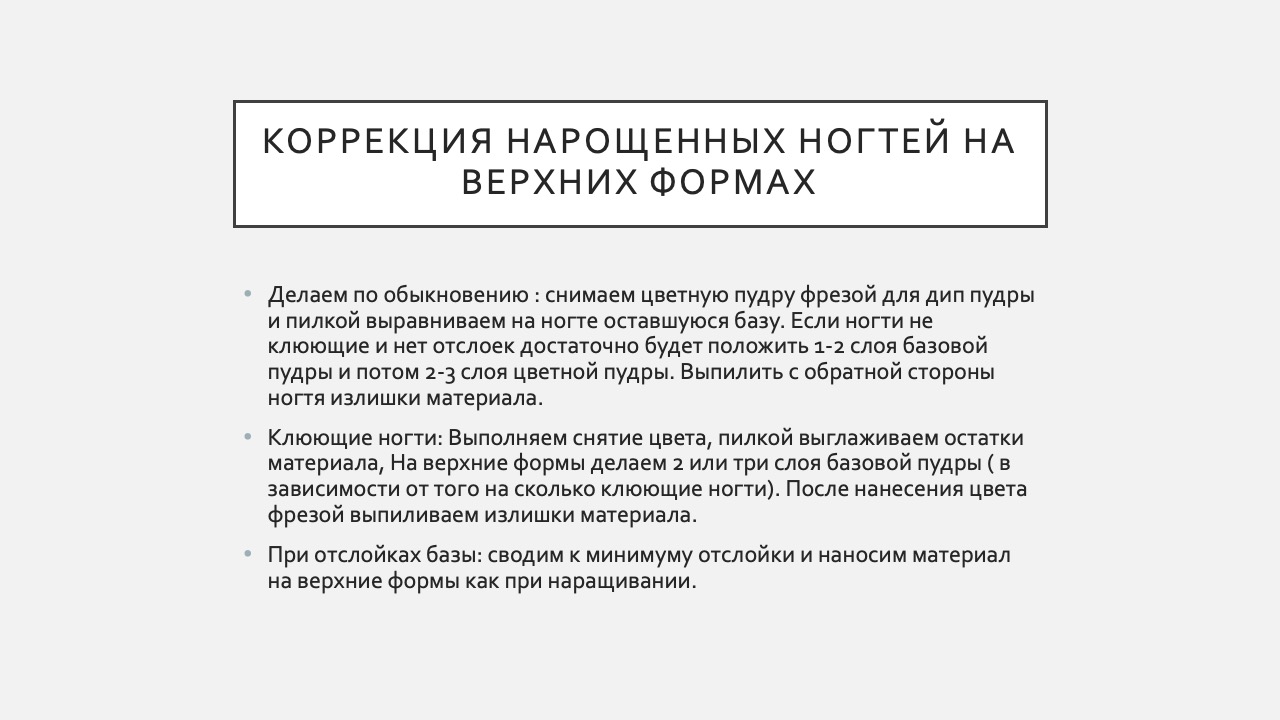 КОРРЕКЦИЯ НАРОЩЕННЫХ НОГТЕЙ НА
ВЕРХНИХ ФОРМАХ
• Делаем по обыкновению : снимаем цветную пудру фрезой для дип пудры
и пилкой выравниваем на ногте оставшуюся базу. Если ногти не
клюющие и нет отслоек достаточно будет положить 1-2 слоя базовой
пудры и потом 2-3 слоя цветной пудры. Выпилить с обратной стороны
ногтя излишки материала.
• Клюющие ногти: Выполняем снятие цвета, пилкой выглаживаем остатки
материала, На верхние формы делаем 2 или три слоя базовой пудры ( в
зависимости от того на сколько клюющие ногти). После нанесения цвета
фрезой выпиливаем излишки материала.
• При отслойках базы: сводим к минимуму отслойки и наносим материал
на верхние формы как при наращивании.